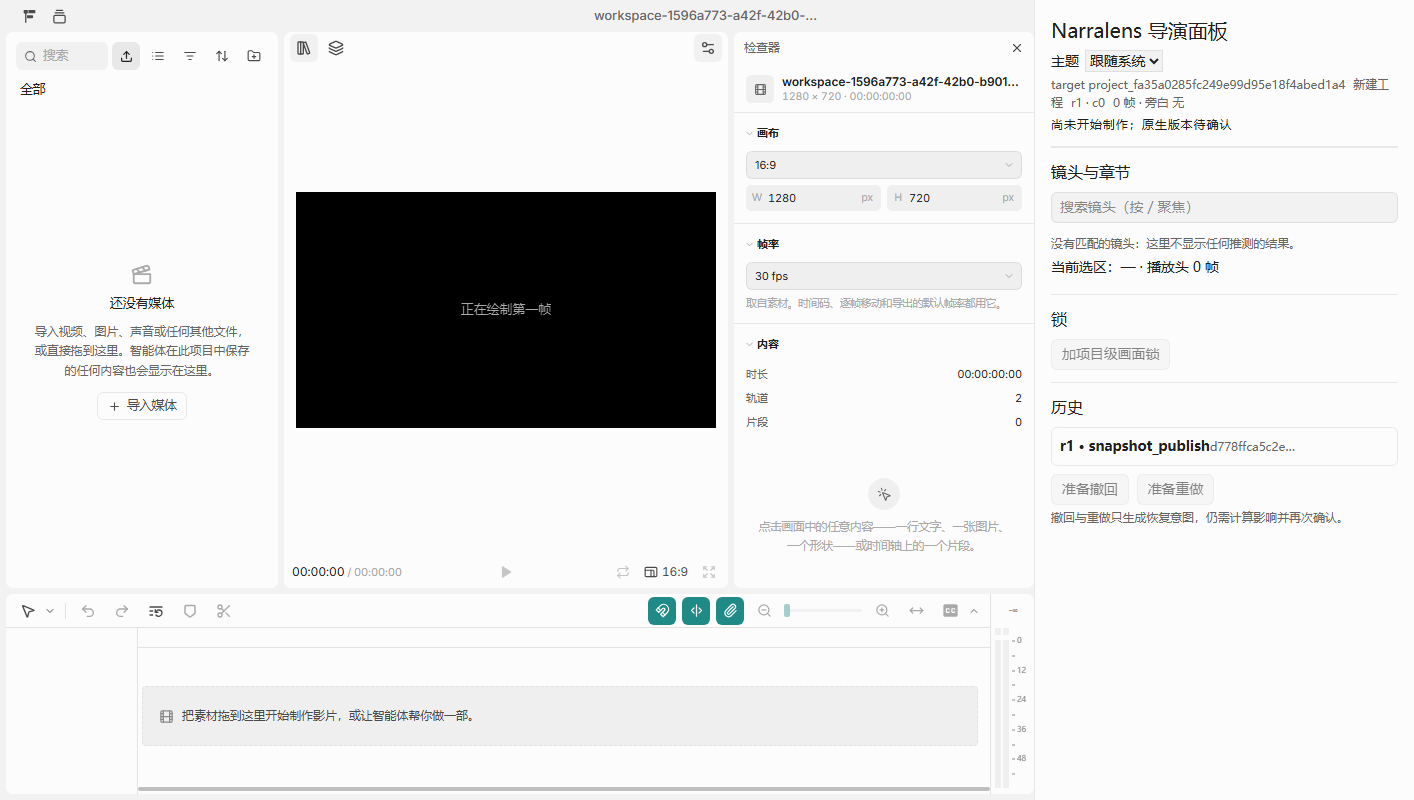 workspace-1596a773-a42f-42b0-...
搜索
全部
还没有媒体
导入视频、图片、声音或任何其他文件，
或直接拖到这里。智能体在此项目中保存
的任何内容也会显示在这里。
导入媒体
正在绘制第一帧
00:00:00 / 00:00:00
16:9
检查器
workspace-1596a773-a42f-42b0-b901...
1280 × 720 · 00:00:00:00
画布
16:9
W 1280 px
H 720 px
帧率
30 fps
取自素材。时间码、逐帧移动和导出的默认帧率都用它。
内容
时长 00:00:00:00
轨道 2
片段 0
点击画面中的任意内容——一行文字、一张图片、
一个形状——或时间轴上的一个片段。
CC
把素材拖到这里开始制作影片，或让智能体帮你做一部。
-∞
0
12
24
36
48
Narralens 导演面板
主题 跟随系统
target project_fa35a0285fc249e99d95e18f4abed1a4 新建工
程 r1 · c0 0 帧 · 旁白 无
尚未开始制作；原生版本待确认
镜头与章节
搜索镜头（按 / 聚焦）
没有匹配的镜头：这里不显示任何推测的结果。
当前选区：— · 播放头 0 帧
锁
加项目级画面锁
历史
r1 • snapshot_publishd778ffca5c2e...
准备撤回
准备重做
撤回与重做只生成恢复意图，仍需计算影响并再次确认。